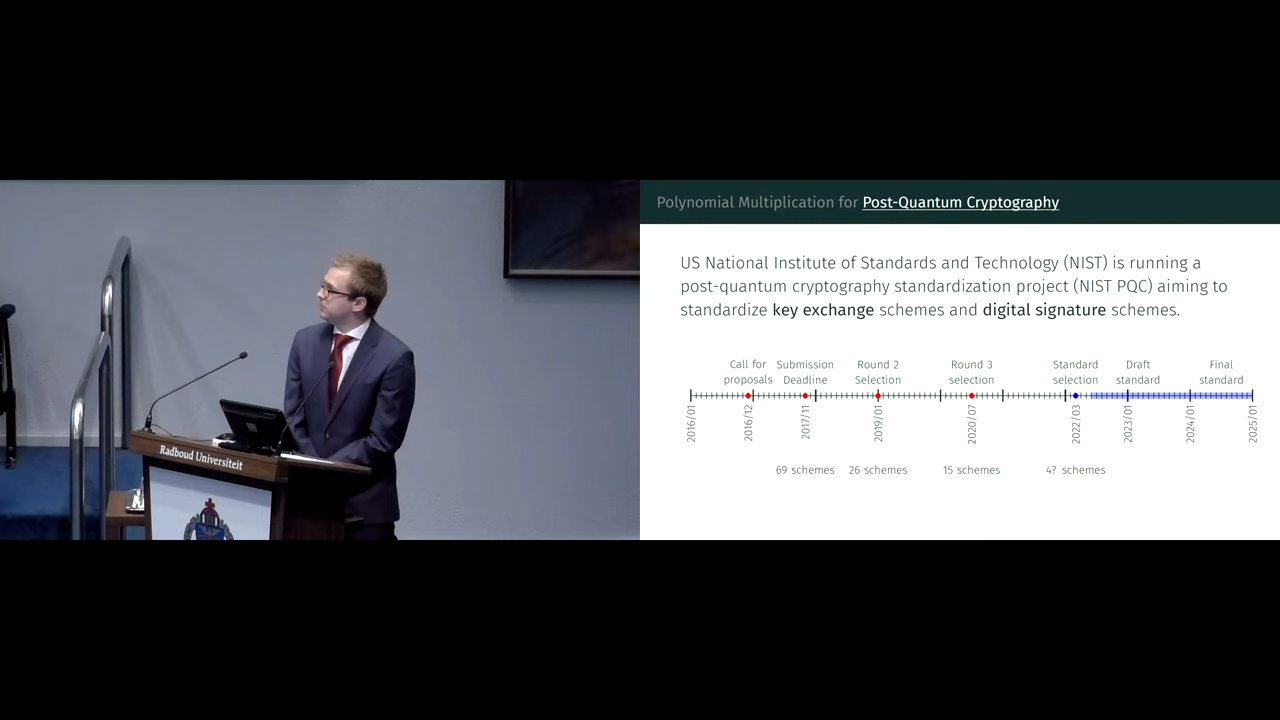 Radboud Universiteit
Polynomial Multiplication for Post-Quantum Cryptography
US National Institute of Standards and Technology (NIST) is running a
post-quantum cryptography standardization project (NIST PQC) aiming to
standardize key exchange schemes and digital signature schemes.
Call for
proposals
Submission
Deadline
Round 2
Selection
Round 3
selection
Standard
selection
Draft
standard
Final
standard
2016/01
2016/12
2017/11
2019/01
2020/07
2022/03
2023/01
2024/01
2025/01
69 schemes
26 schemes
15 schemes
4? schemes